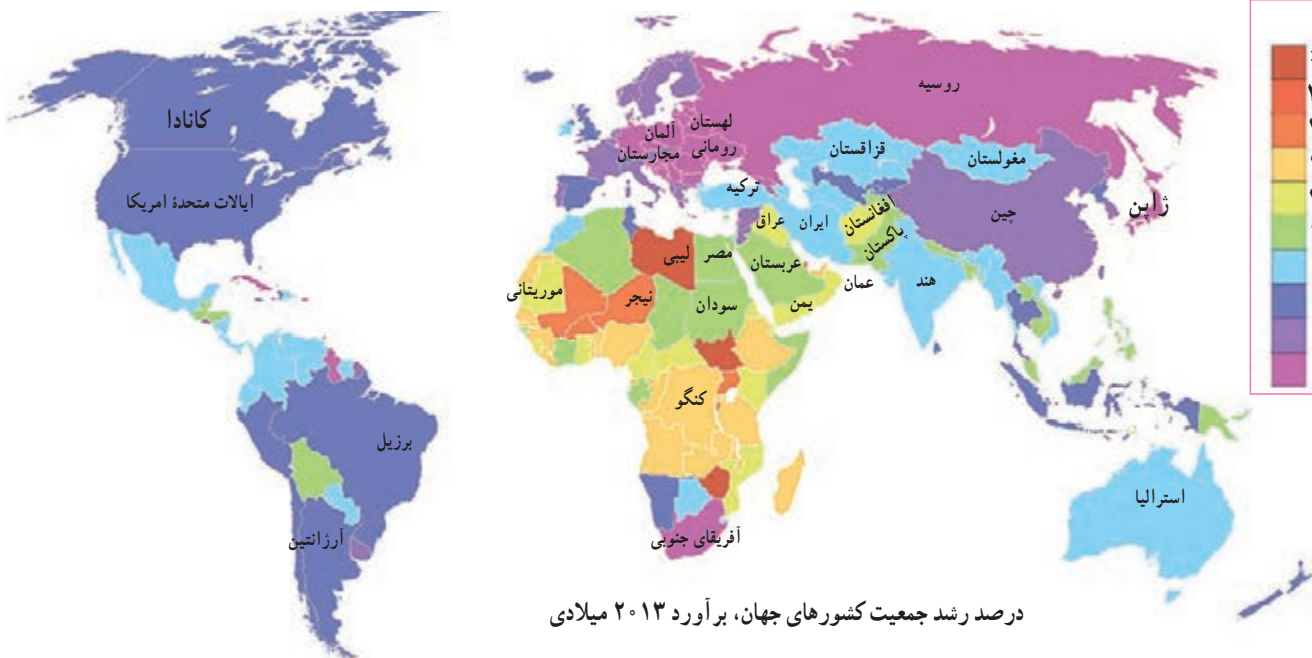 کانادا
ایالات متحدهٔ امریکا
برزیل
آرژانتین
روسیه
لهستان
آلمان
رومانی
مجارستان
قزاقستان
مغولستان
ترکیه
چین
ژاپن
افغانستان
ایران
عراق
پاکستان
لیبی
مصر
عربستان
عمان
هند
موریتانی
نیجر
سودان
یمن
کنگو
استرالیا
آفریقای جنوبی
درصد رشد جمعیت کشورهای جهان، برآورد ۲۰۱۳ میلادی